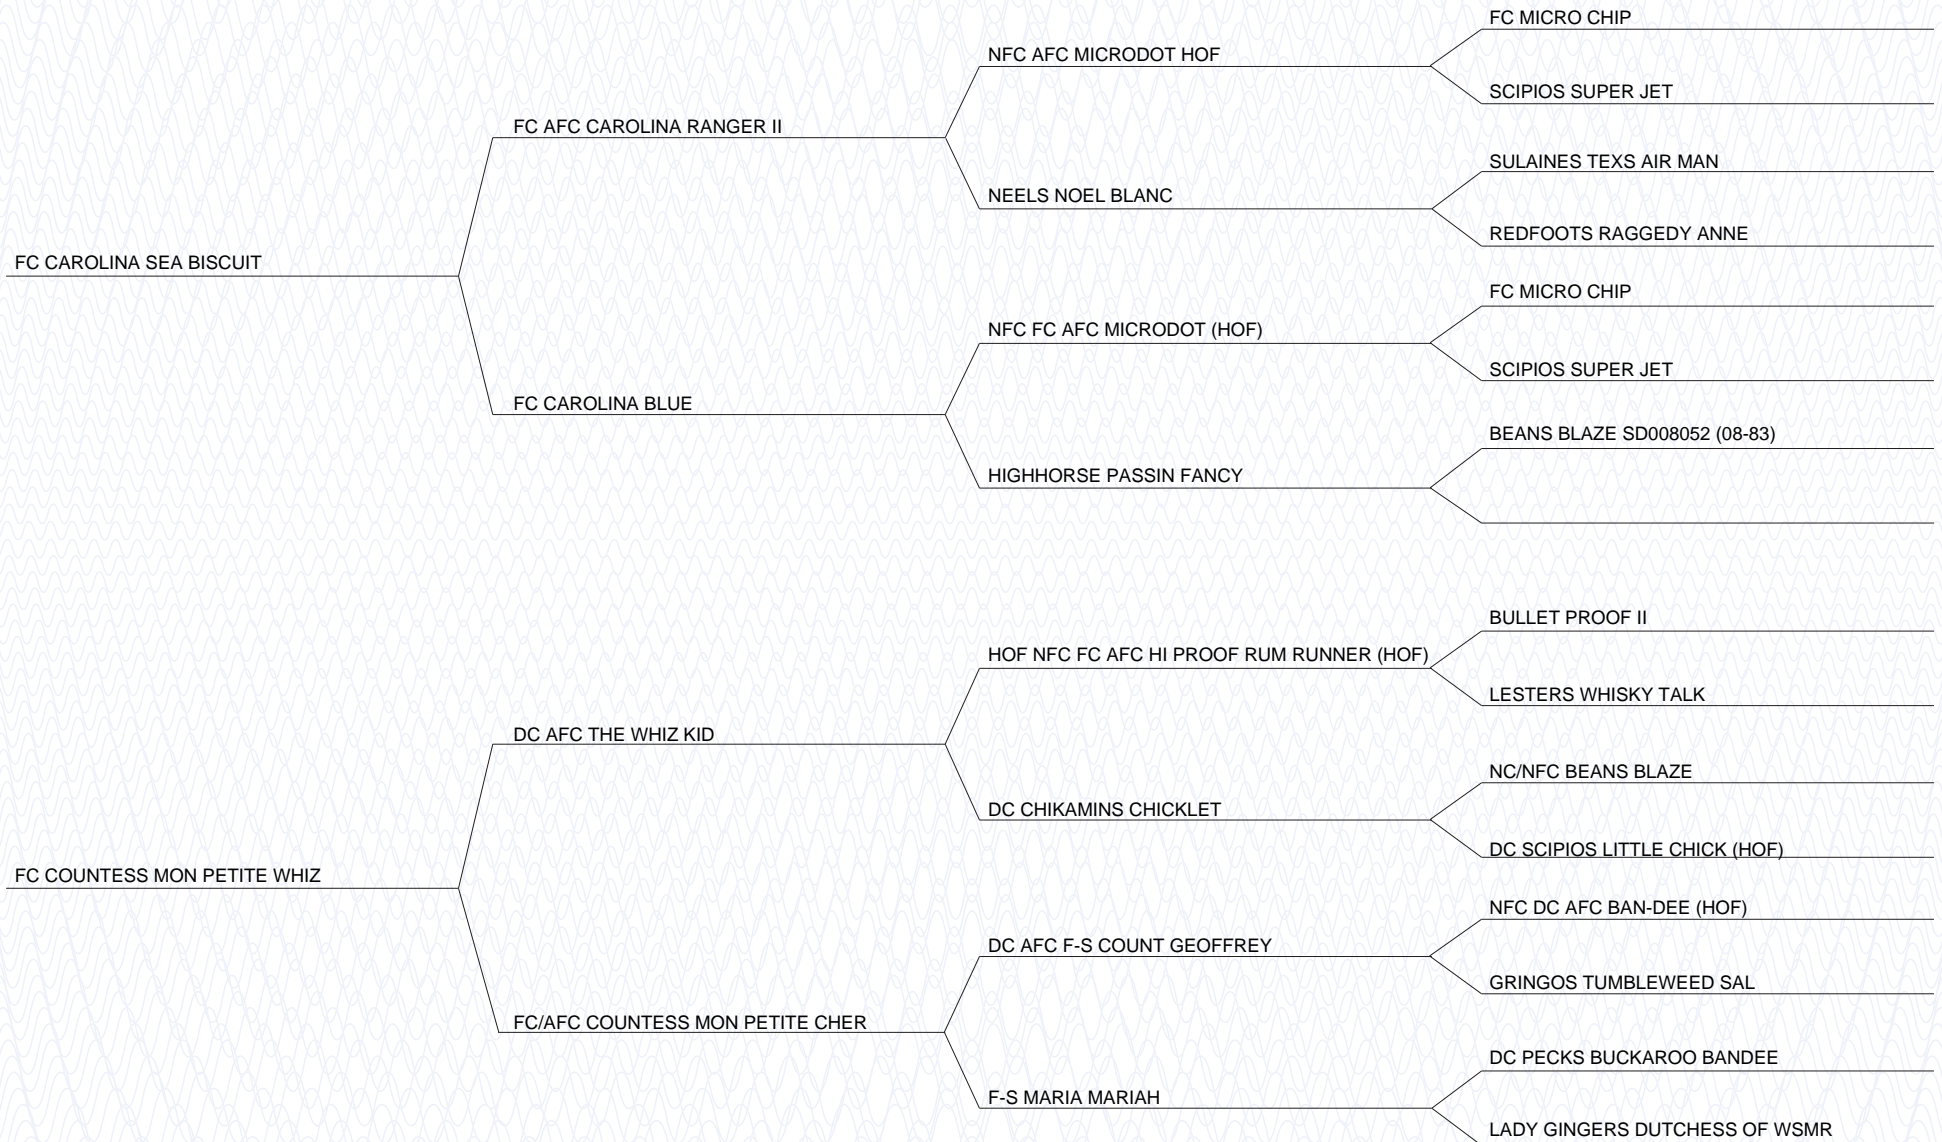 FC MICRO CHIP
NFC AFC MICRODOT HOF
SCIPIOS SUPER JET
FC AFC CAROLINA RANGER II
SULAINES TEXS AIR MAN
NEELS NOEL BLANC
REDFOOTS RAGGEDY ANNE
FC CAROLINA SEA BISCUIT
FC MICRO CHIP
NFC FC AFC MICRODOT (HOF)
SCIPIOS SUPER JET
FC CAROLINA BLUE
BEANS BLAZE SD008052 (08-83)
HIGHHORSE PASSIN FANCY
BULLET PROOF II
HOF NFC FC AFC HI PROOF RUM RUNNER (HOF)
LESTERS WHISKY TALK
DC AFC THE WHIZ KID
NC/NFC BEANS BLAZE
DC CHIKAMINS CHICKLET
DC SCIPIOS LITTLE CHICK (HOF)
FC COUNTESS MON PETITE WHIZ
NFC DC AFC BAN-DEE (HOF)
DC AFC F-S COUNT GEOFFREY
GRINGOS TUMBLEWEED SAL
FC/AFC COUNTESS MON PETITE CHER
DC PECKS BUCKAROO BANDEE
F-S MARIA MARIAH
LADY GINGERS DUTCHESS OF WSMR